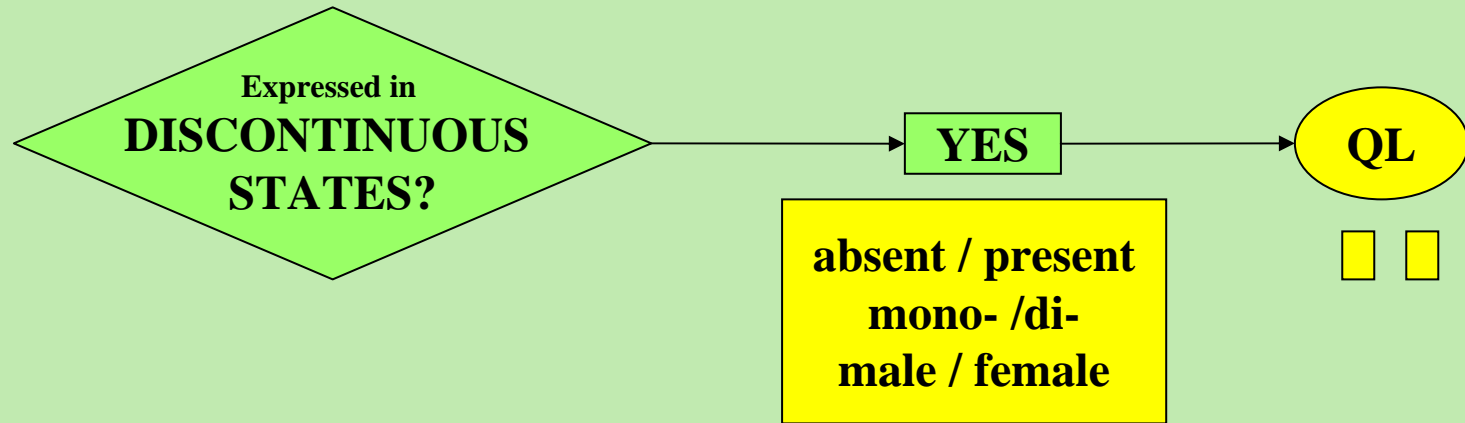 Expressed in
DISCONTINUOUS
STATES?
YES
QL
absent / present
mono- /di-
male / female